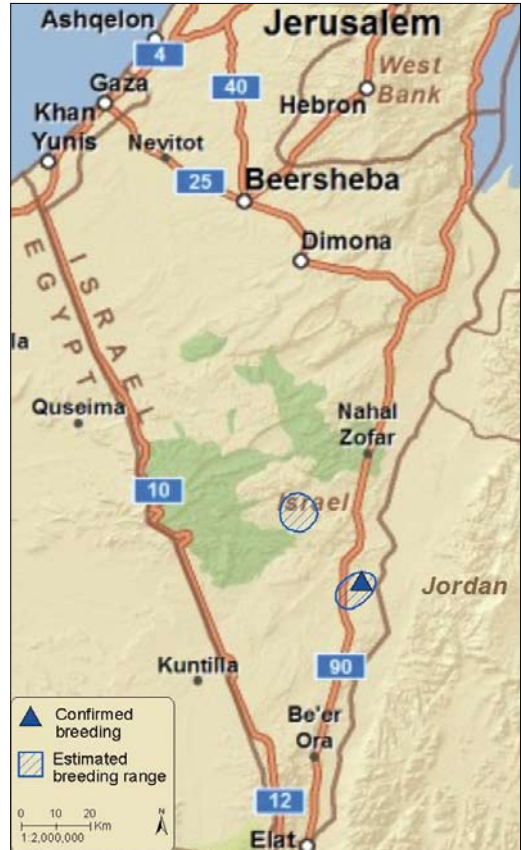 Ashqelon
Jerusalem
4
West
Bank
Gaza
40
Hebron
Khan
Yunis
Nevitot
25
Beersheba
Dimona
ISRAEL
EGYPT
la
Quseima
Nahal
Zofar
10
Israel
Jordan
Kuntilla
90
Be'er
Ora
12
Elat
Confirmed
breeding
Estimated
breeding range
0 10 20
Km
1:2,000,000
N